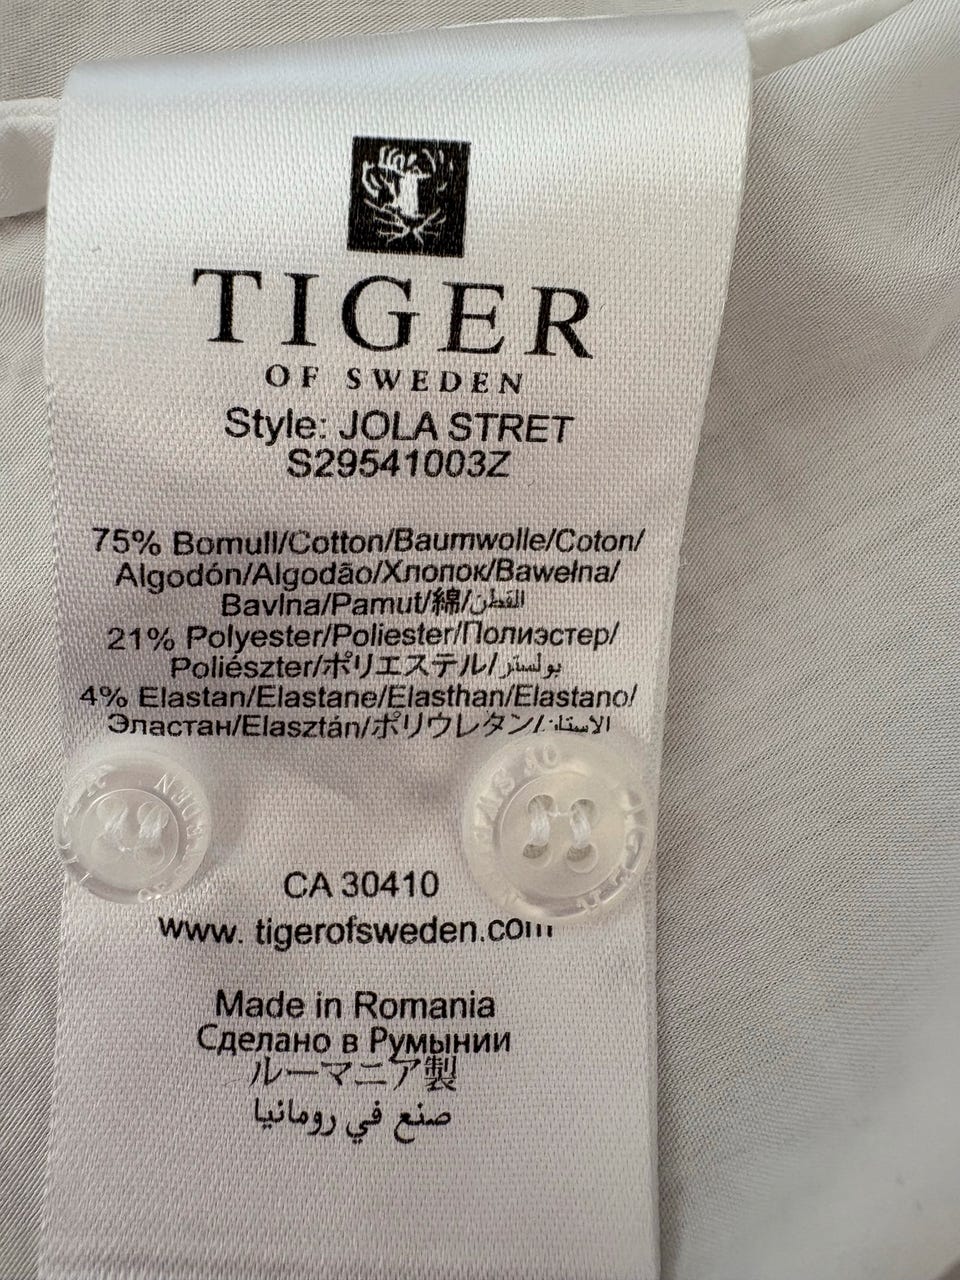 TIGER
OF SWEDEN
Style: JOLA STRET
S29541003Z
75% Bomull/Cotton/Baumwolle/Coton/
Algodón/Algodão/Хлопок/Bawełna/
Bavlna/Pamut/綿/القطن
21% Polyester/Poliester/Полиэстер/
Poliészter/ポリエステル/بولستر
4% Elastan/Elastane/Elasthan/Elastano/
Эластан/Elasztán/ポリウレタン/الاستان
CA 30410
www. tigerofsweden.com
Made in Romania
Сделано в Румынии
ルーマニア製
صنع في رومانيا